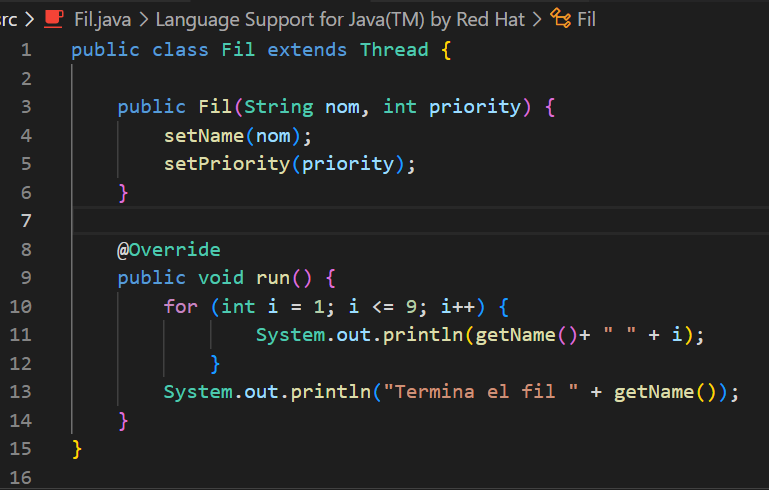 src > Fil.java > Language Support for Java(TM) by Red Hat > Fil
1 public class Fil extends Thread {
2
3     public Fil(String nom, int priority) {
4         setName(nom);
5         setPriority(priority);
6     }
7
8     @Override
9     public void run() {
10         for (int i = 1; i <= 9; i++) {
11                 System.out.println(getName()+ " " + i);
12             }
13         System.out.println("Termina el fil " + getName());
14     }
15 }
16